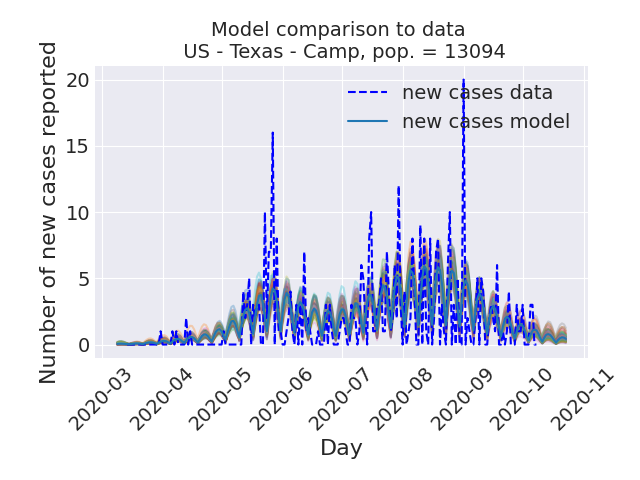 Model comparison to data
US - Texas - Camp, pop. = 13094
Number of new cases reported
20
15
10
5
0
new cases data
new cases model
2020-03
2020-04
2020-05
2020-06
2020-07
2020-08
2020-09
2020-10
2020-11
Day